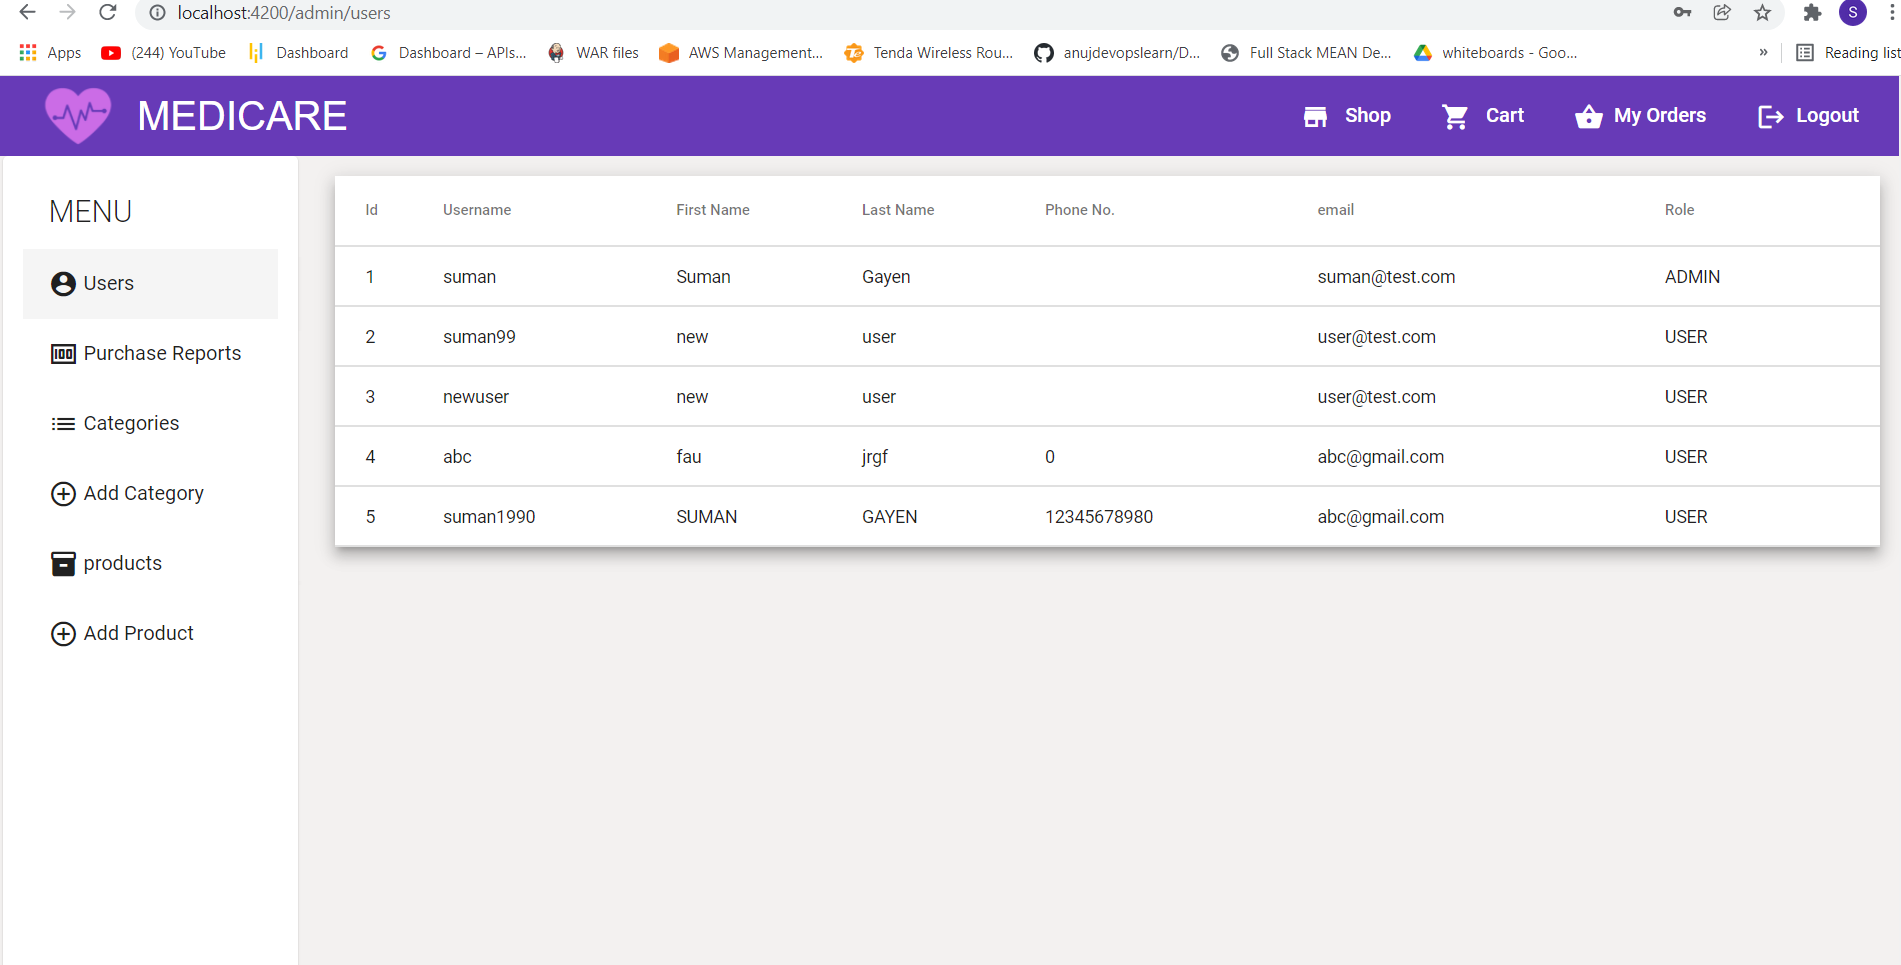 localhost:4200/admin/users
S
Apps (244) YouTube Dashboard Dashboard – APIs... WAR files AWS Management... Tenda Wireless Rou... anujdevopslearn/D... Full Stack MEAN De... whiteboards - Goo... » Reading list
MEDICARE Shop Cart My Orders Logout
MENU
Users
100 Purchase Reports
Categories
Add Category
products
Add Product
Id Username First Name Last Name Phone No. email Role
1 suman Suman Gayen suman@test.com ADMIN
2 suman99 new user user@test.com USER
3 newuser new user user@test.com USER
4 abc fau jrgf 0 abc@gmail.com USER
5 suman1990 SUMAN GAYEN 12345678980 abc@gmail.com USER